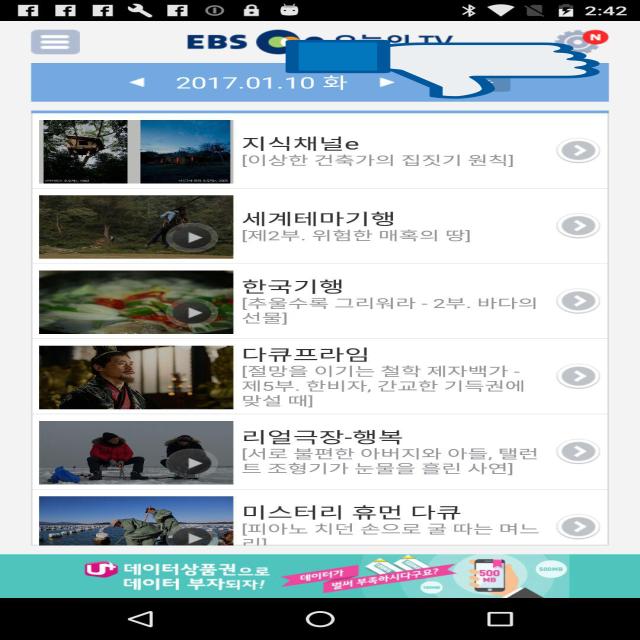 2:42
EBS 오늘의 TV
N
2017.01.10 화
지식채널e
[이상한 건축가의 집짓기 원칙]
세계테마기행
[제2부. 위험한 매혹의 땅]
한국기행
[추울수록 그리워라 - 2부. 바다의
선물]
다큐프라임
[절망을 이기는 철학 제자백가 -
제5부. 한비자, 간교한 기득권에
맞설 때]
리얼극장-행복
[서로 불편한 아버지와 아들, 탤런
트 조형기가 눈물을 흘린 사연]
미스터리 휴먼 다큐
[피아노 치던 손으로 굴 따는 며느
리]
U+ 데이터상품권으로
데이터 부자되자!
데이터가
벌써 부족하시다구요?
500
MB
500MB